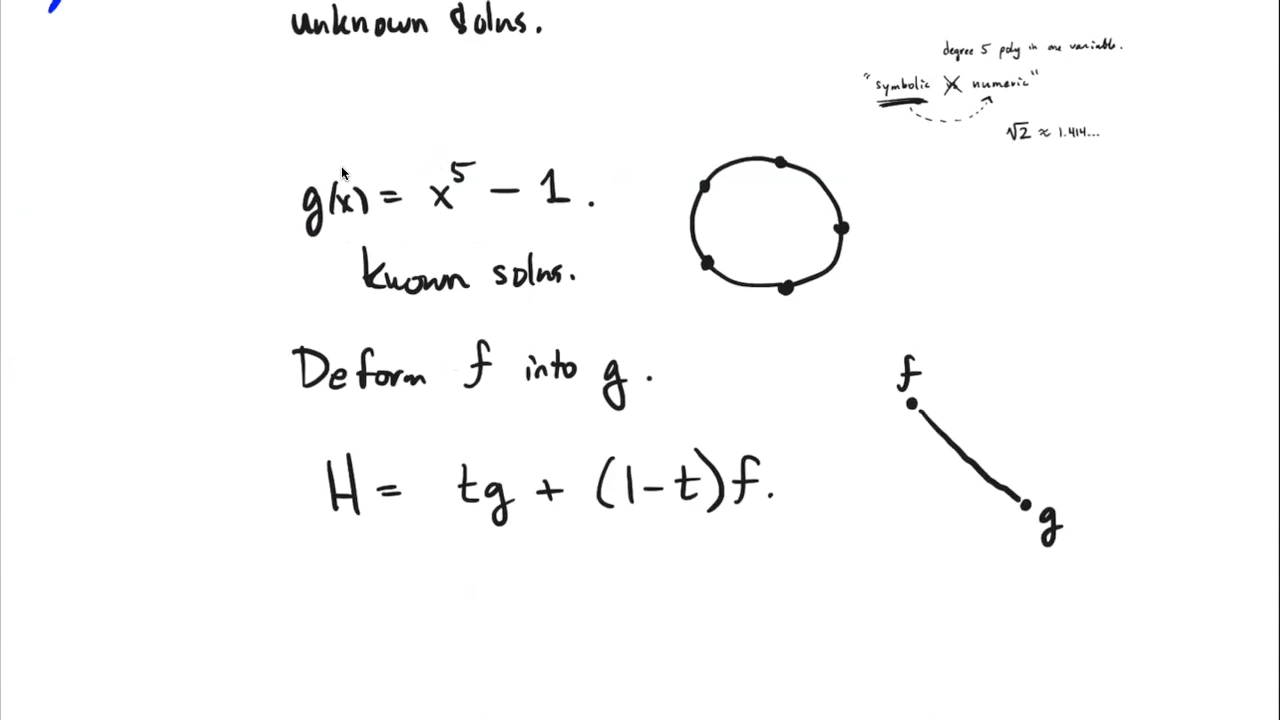 unknown solns.
degree 5 poly in one variable.
"symbolic numeric"
√2 ≈ 1.414...
g(x) = x⁵ - 1.
known solns.
Deform f into g.
f
H = tg + (1-t)f.
g